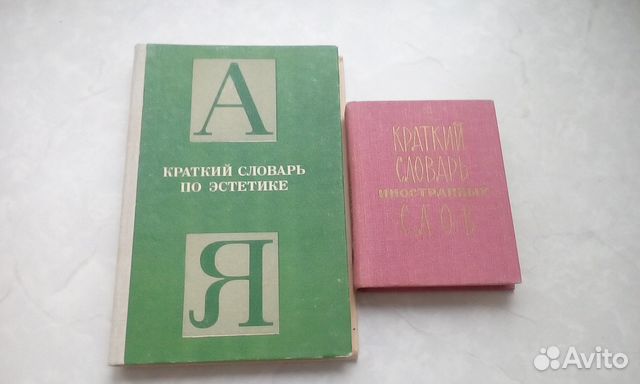 А
КРАТКИЙ СЛОВАРЬ
ПО ЭСТЕТИКЕ
Я
КРАТКИЙ
СЛОВАРЬ
ИНОСТРАННЫХ
СЛОВ
Avito